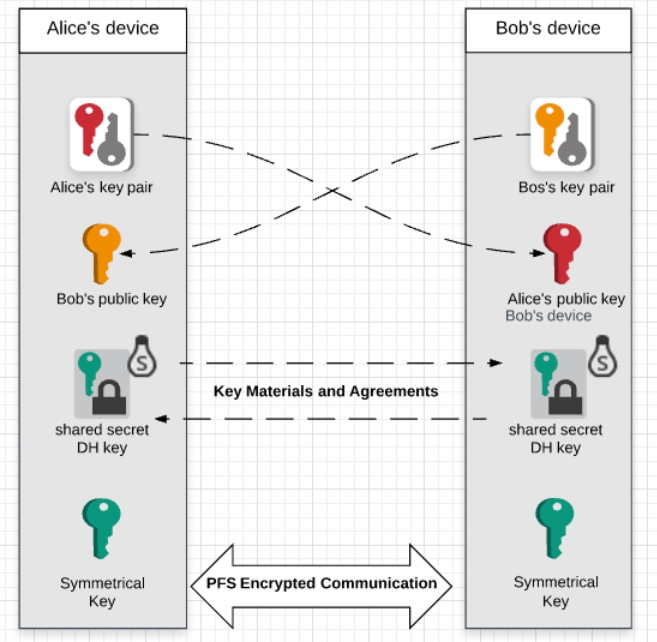 Alice's device
Bob's device
Alice's key pair
Bos's key pair
Bob's public key
Alice's public key
Bob's device
S
S
Key Materials and Agreements
shared secret
DH key
shared secret
DH key
PFS Encrypted Communication
Symmetrical
Key
Symmetrical
Key